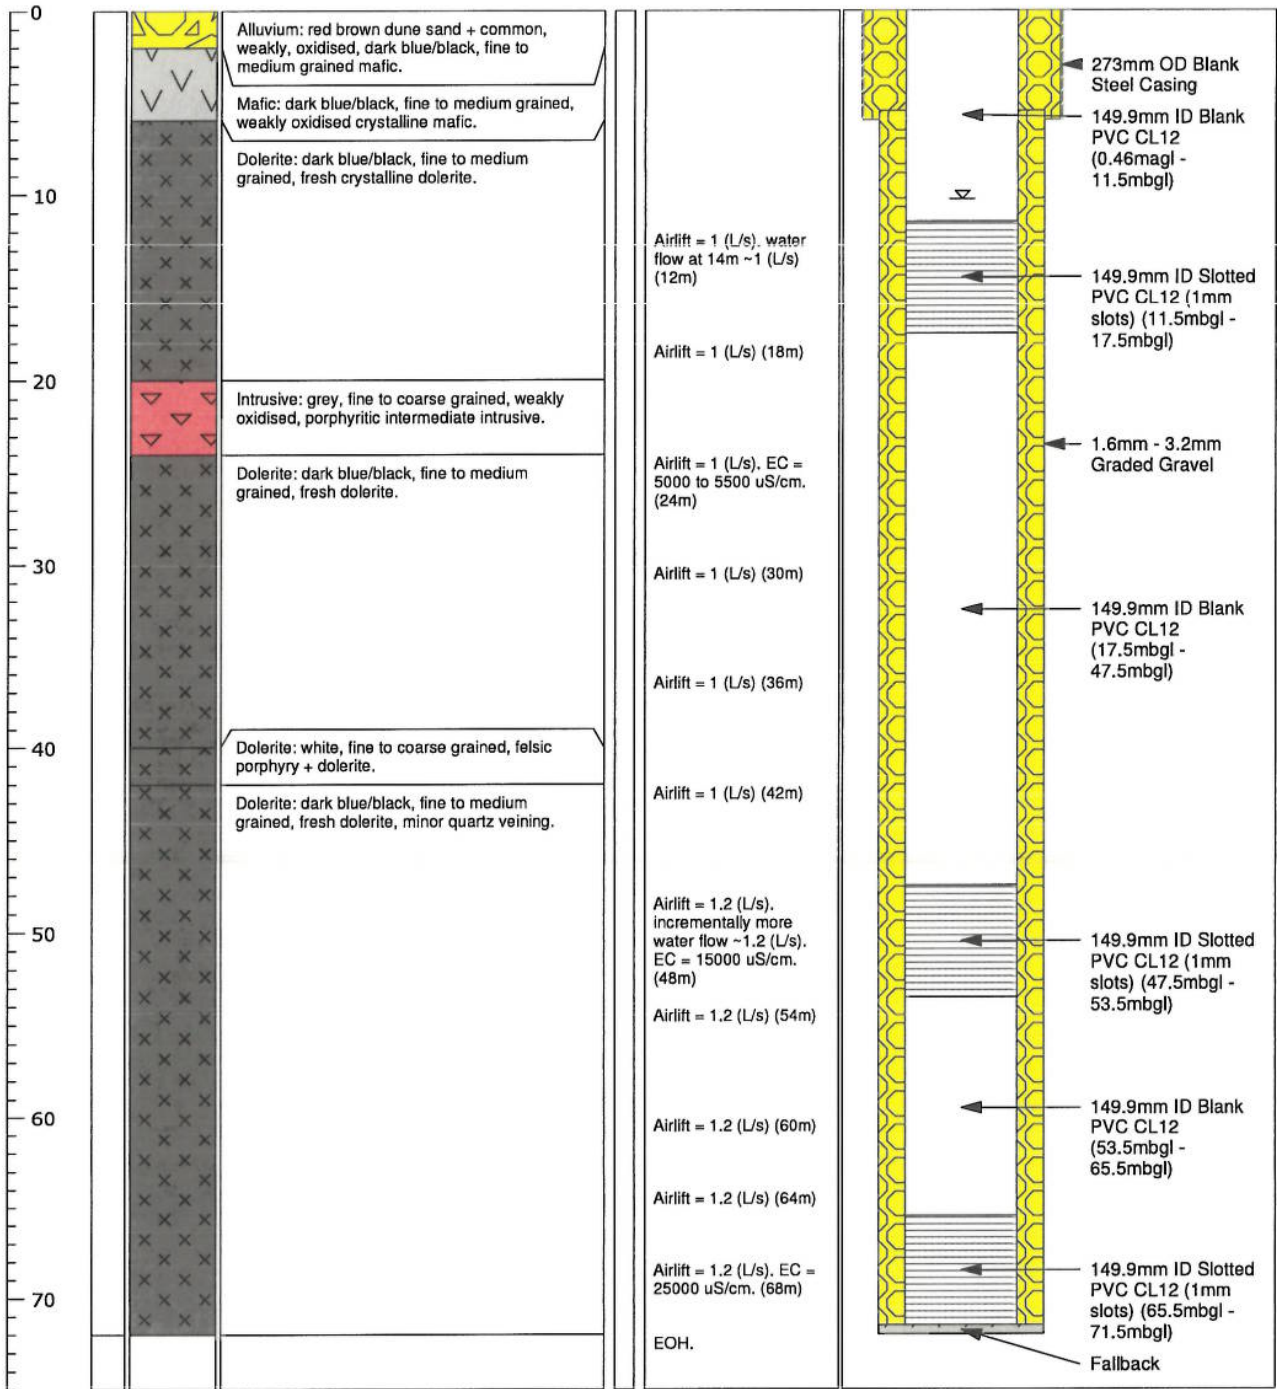 0
10
20
30
40
50
60
70
Alluvium: red brown dune sand + common,
weakly, oxidised, dark blue/black, fine to
medium grained mafic.
Mafic: dark blue/black, fine to medium grained,
weakly oxidised crystalline mafic.
Dolerite: dark blue/black, fine to medium
grained, fresh crystalline dolerite.
Intrusive: grey, fine to coarse grained, weakly
oxidised, porphyritic intermediate intrusive.
Dolerite: dark blue/black, fine to medium
grained, fresh dolerite.
Dolerite: white, fine to coarse grained, felsic
porphyry + dolerite.
Dolerite: dark blue/black, fine to medium
grained, fresh dolerite, minor quartz veining.
Airlift = 1 (L/s). water
flow at 14m ~1 (L/s)
(12m)
Airlift = 1 (L/s) (18m)
Airlift = 1 (L/s). EC =
5000 to 5500 uS/cm.
(24m)
Airlift = 1 (L/s) (30m)
Airlift = 1 (L/s) (36m)
Airlift = 1 (L/s) (42m)
Airlift = 1.2 (L/s).
incrementally more
water flow ~1.2 (L/s).
EC = 15000 uS/cm.
(48m)
Airlift = 1.2 (L/s) (54m)
Airlift = 1.2 (L/s) (60m)
Airlift = 1.2 (L/s) (64m)
Airlift = 1.2 (L/s). EC =
25000 uS/cm. (68m)
EOH.
273mm OD Blank
Steel Casing
149.9mm ID Blank
PVC CL12
(0.46magl -
11.5mbgl)
149.9mm ID Slotted
PVC CL12 (1mm
slots) (11.5mbgl -
17.5mbgl)
1.6mm - 3.2mm
Graded Gravel
149.9mm ID Blank
PVC CL12
(17.5mbgl -
47.5mbgl)
149.9mm ID Slotted
PVC CL12 (1mm
slots) (47.5mbgl -
53.5mbgl)
149.9mm ID Blank
PVC CL12
(53.5mbgl -
65.5mbgl)
149.9mm ID Slotted
PVC CL12 (1mm
slots) (65.5mbgl -
71.5mbgl)
Fallback